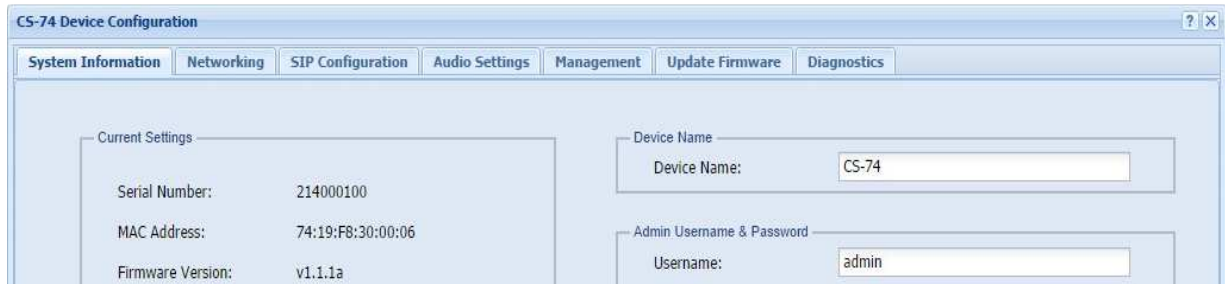 CS-74 Device Configuration
? X
System Information Networking SIP Configuration Audio Settings Management Update Firmware Diagnostics
Current Settings
Serial Number: 214000100
MAC Address: 74:19:F8:30:00:06
Firmware Version: v1.1.1a
Device Name
Device Name: CS-74
Admin Username & Password
Username: admin